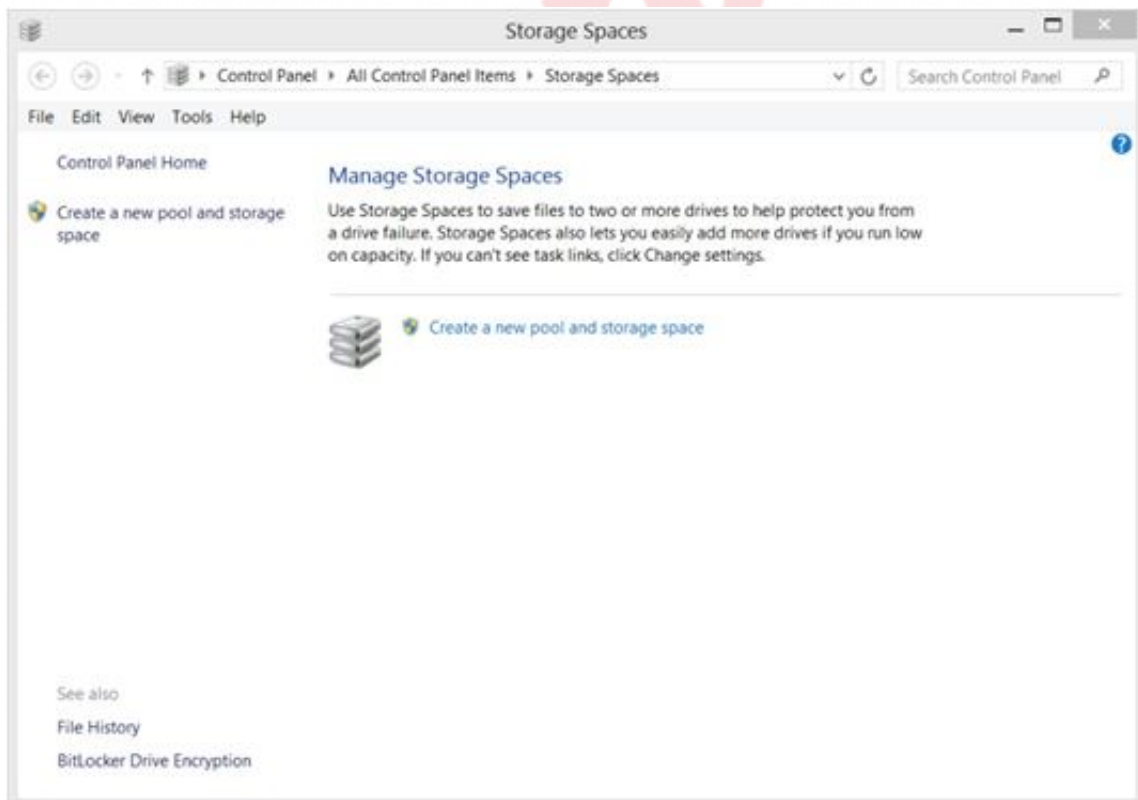 Storage Spaces
Control Panel All Control Panel Items Storage Spaces
Search Control Panel
File Edit View Tools Help
Control Panel Home
Create a new pool and storage
space
Manage Storage Spaces
Use Storage Spaces to save files to two or more drives to help protect you from
a drive failure. Storage Spaces also lets you easily add more drives if you run low
on capacity. If you can't see task links, click Change settings.
Create a new pool and storage space
See also
File History
BitLocker Drive Encryption